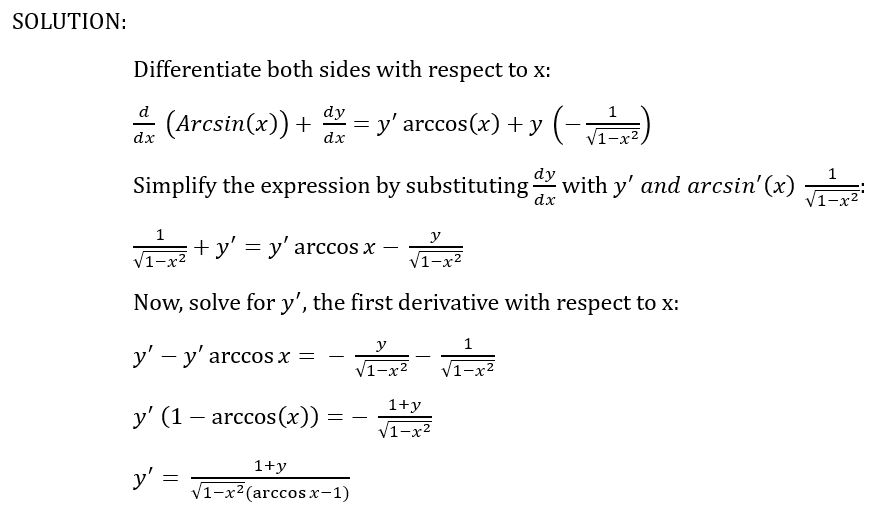 SOLUTION:
Differentiate both sides with respect to x:
d/dx (Arcsin(x)) + dy/dx = y′ arccos(x) + y (− 1/√(1−x²))
Simplify the expression by substituting dy/dx with y′ and arcsin′(x) 1/√(1−x²):
1/√(1−x²) + y′ = y′ arccos x − y/√(1−x²)
Now, solve for y′, the first derivative with respect to x:
y′ − y′ arccos x = − y/√(1−x²) − 1/√(1−x²)
y′ (1 − arccos(x)) = − (1+y)/√(1−x²)
y′ = (1+y)/(√(1−x²)(arccos x−1))